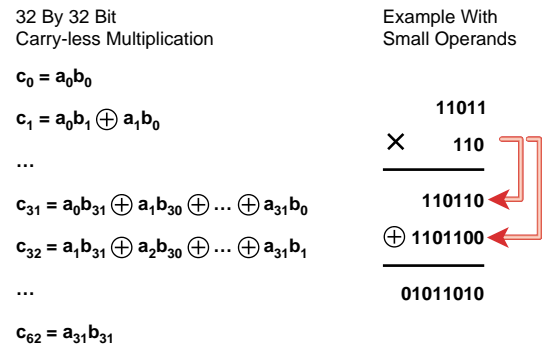 32 By 32 Bit
Carry-less Multiplication
c₀ = a₀b₀
c₁ = a₀b₁ ⊕ a₁b₀
…
c₃₁ = a₀b₃₁ ⊕ a₁b₃₀ ⊕ … ⊕ a₃₁b₀
c₃₂ = a₁b₃₁ ⊕ a₂b₃₀ ⊕ … ⊕ a₃₁b₁
…
c₆₂ = a₃₁b₃₁
Example With
Small Operands
11011
× 110
110110
⊕ 1101100
01011010